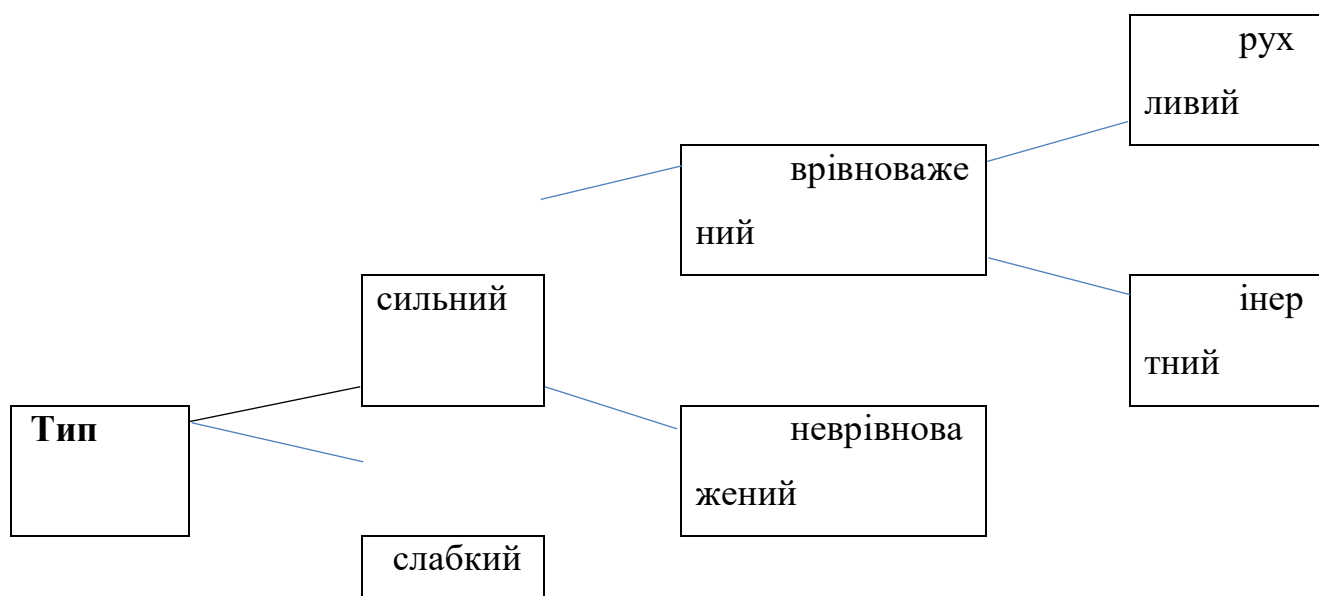 рух
ливий
врівноваже
ний
сильний
інер
тний
Тип
неврівнова
жений
слабкий